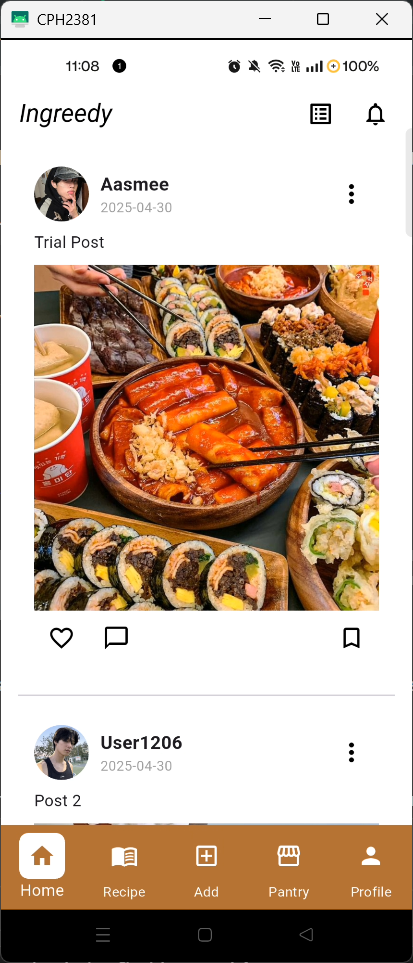 CPH2381
11:08 1 100%
Ingreedy
Aasmee
2025-04-30
Trial Post
User1206
2025-04-30
Post 2
Home Recipe Add Pantry Profile